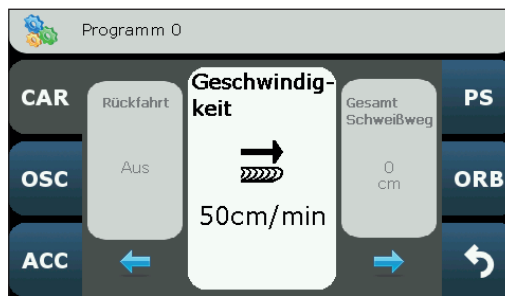 Programm 0
CAR
OSC
ACC
Rückfahrt
Aus
Geschwindig-
keit
50cm/min
Gesamt
Schweißweg
0
cm
PS
ORB